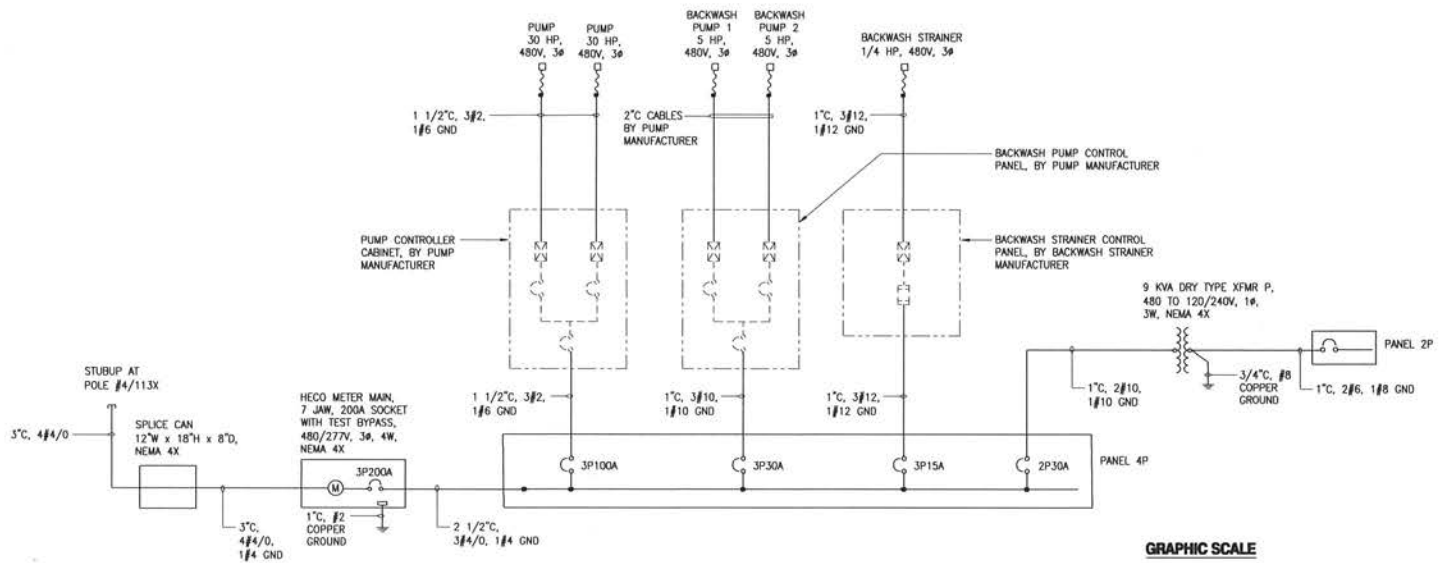 PUMP
30 HP,
480V, 3ø
PUMP
30 HP,
480V, 3ø
BACKWASH
PUMP 1
5 HP,
480V, 3ø
BACKWASH
PUMP 2
5 HP,
480V, 3ø
BACKWASH STRAINER
1/4 HP, 480V, 3ø
1 1/2"C, 3#2,
1#6 GND
2"C CABLES
BY PUMP
MANUFACTURER
1"C, 3#12,
1#12 GND
BACKWASH PUMP CONTROL
PANEL, BY PUMP MANUFACTURER
PUMP CONTROLLER
CABINET, BY PUMP
MANUFACTURER
BACKWASH STRAINER CONTROL
PANEL, BY BACKWASH STRAINER
MANUFACTURER
9 KVA DRY TYPE XFMR P,
480 TO 120/240V, 1ø,
3W, NEMA 4X
PANEL 2P
3/4"C, #8
COPPER
GROUND
1"C, 2#6, 1#8 GND
1"C, 2#10,
1#10 GND
STUBUP AT
POLE #4/113X
3"C, 4#4/0
SPLICE CAN
12"W x 18"H x 8"D,
NEMA 4X
HECO METER MAIN,
7 JAW, 200A SOCKET
WITH TEST BYPASS,
480/277V, 3ø, 4W,
NEMA 4X
1 1/2"C, 3#2,
1#6 GND
1"C, 3#10,
1#10 GND
1"C, 3#12,
1#12 GND
M
3P200A
3P100A
3P30A
3P15A
2P30A
PANEL 4P
3"C,
4#4/0,
1#4 GND
1"C, #2
COPPER
GROUND
2 1/2"C,
3#4/0, 1#4 GND
GRAPHIC SCALE